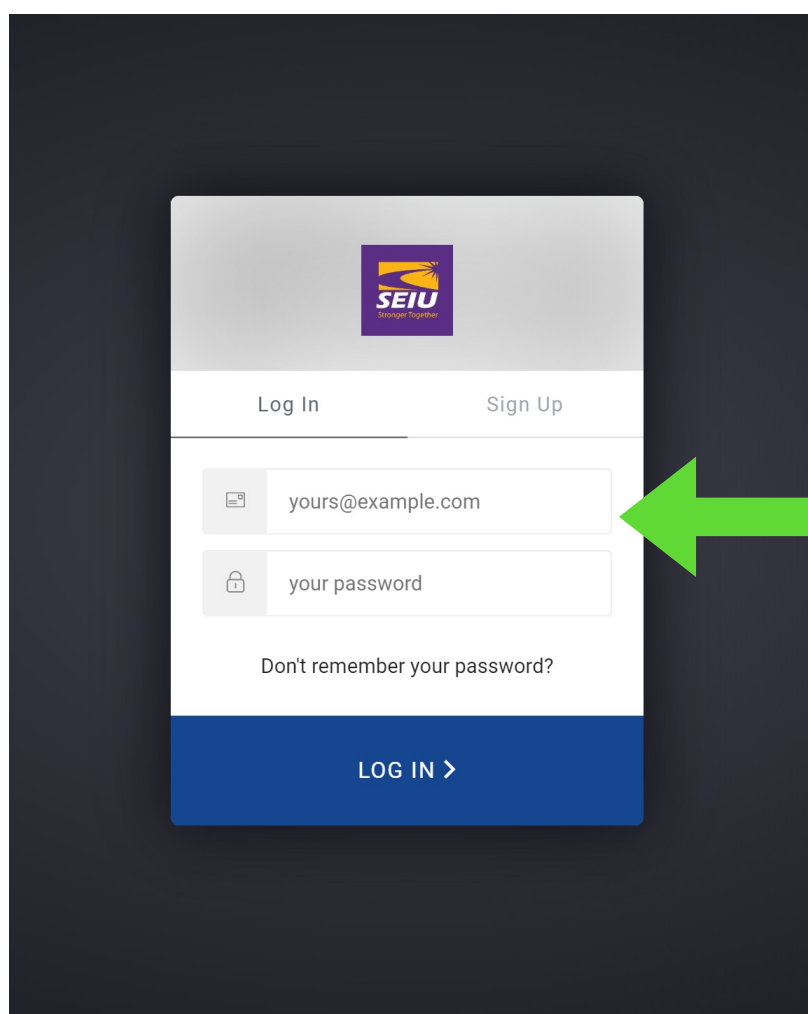 SEIU
Stronger Together
Log In
Sign Up
yours@example.com
your password
Don't remember your password?
LOG IN